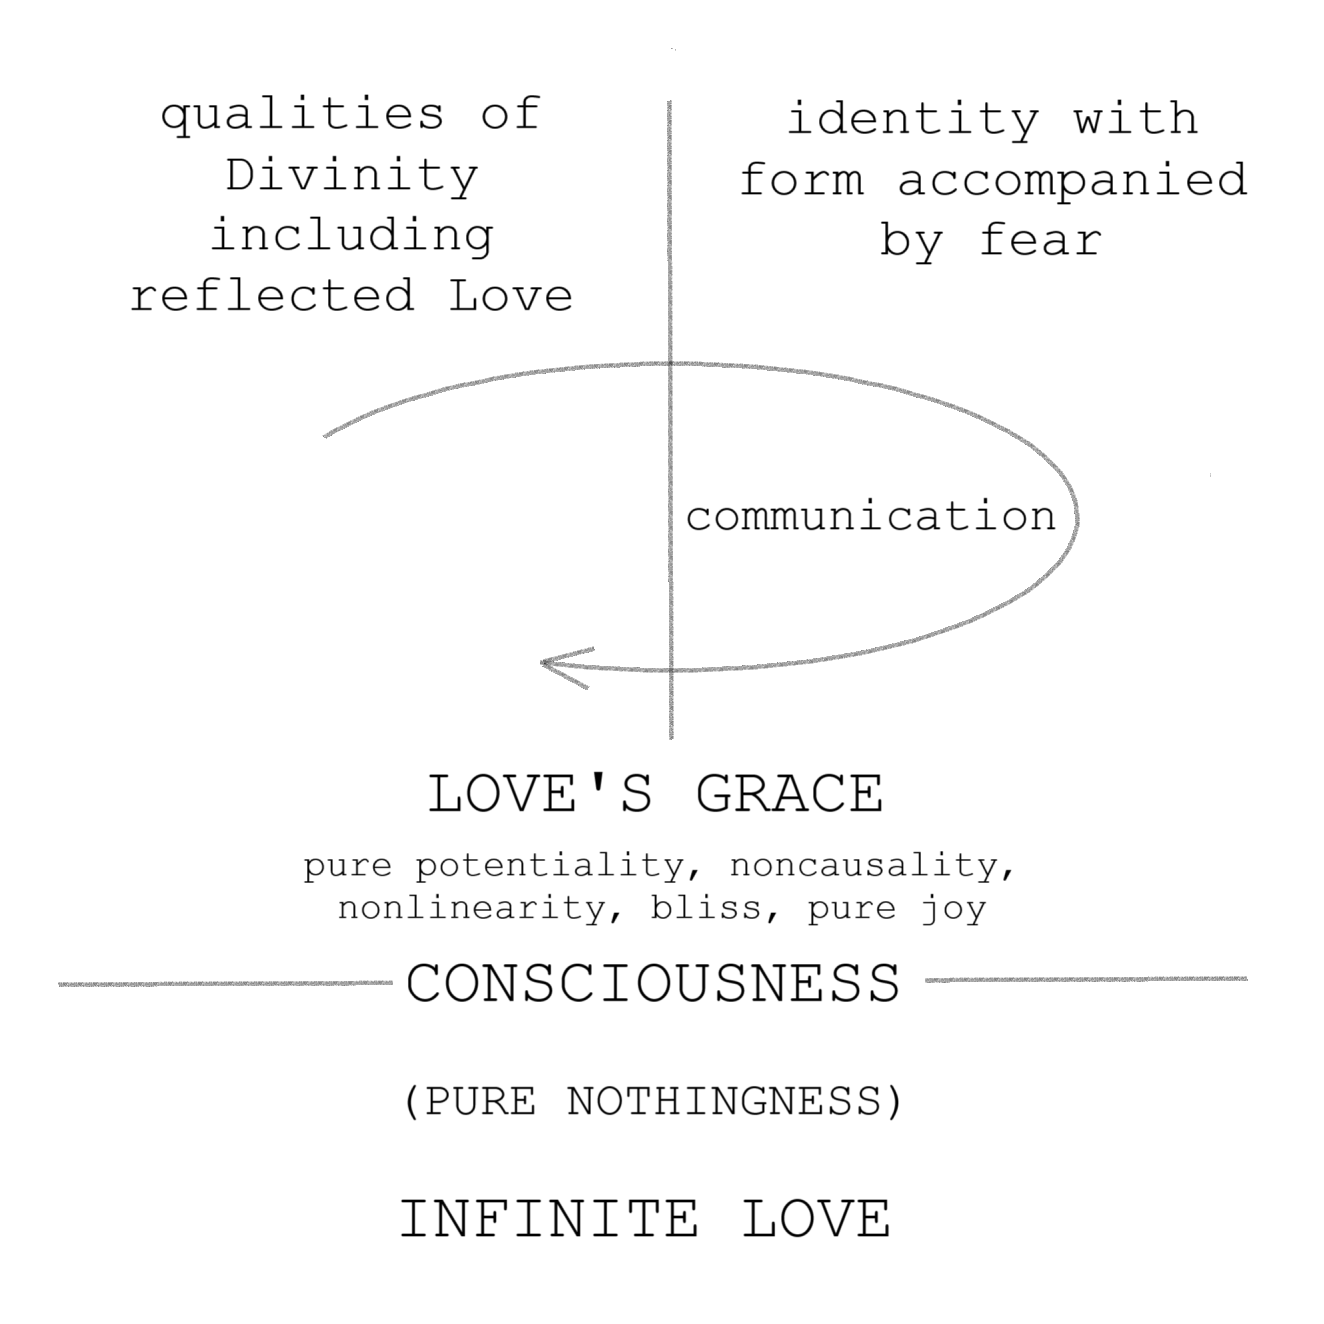 qualities of
Divinity
including
reflected Love
identity with
form accompanied
by fear
communication
LOVE'S GRACE
pure potentiality, noncausality,
nonlinearity, bliss, pure joy
CONSCIOUSNESS
(PURE NOTHINGNESS)
INFINITE LOVE